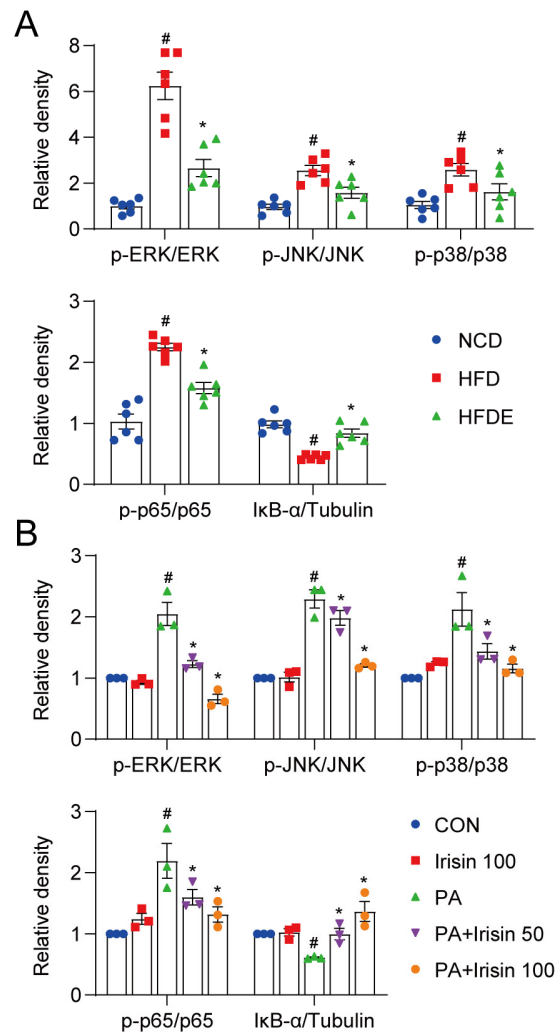 A
Relative density
8
6
4
2
0
#
*
#
*
#
*
p-ERK/ERK
p-JNK/JNK
p-p38/p38
Relative density
3
2
1
0
#
*
#
*
p-p65/p65
IκB-α/Tubulin
NCD
HFD
HFDE
B
Relative density
3
2
1
0
#
*
*
#
*
*
#
*
*
p-ERK/ERK
p-JNK/JNK
p-p38/p38
Relative density
3
2
1
0
#
*
*
#
*
*
p-p65/p65
IκB-α/Tubulin
CON
Irisin 100
PA
PA+Irisin 50
PA+Irisin 100